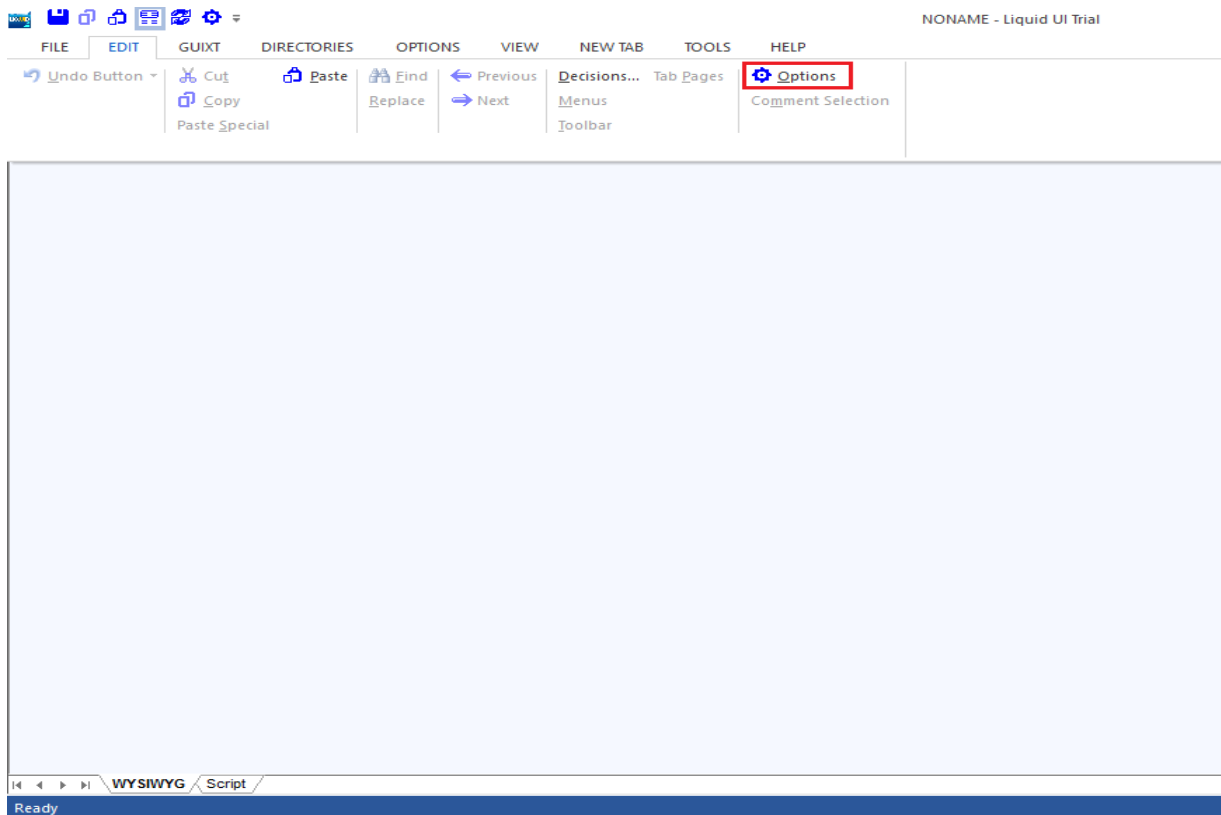 NONAME - Liquid UI Trial
FILE EDIT GUIXT DIRECTORIES OPTIONS VIEW NEW TAB TOOLS HELP
Undo Button Cut Paste Find Previous Decisions... Tab Pages Options
Copy Replace Next Menus Comment Selection
Paste Special Toolbar
WYSIWYG Script
Ready